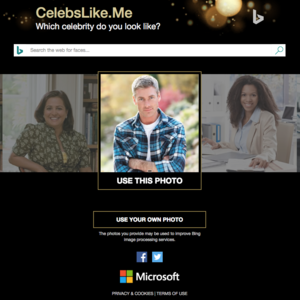 CelebsLike.Me
Which celebrity do you look like?
Search the web for faces...
USE THIS PHOTO
USE YOUR OWN PHOTO
The photos you provide may be used to improve Bing
image processing services.
Microsoft
PRIVACY & COOKIES | TERMS OF USE